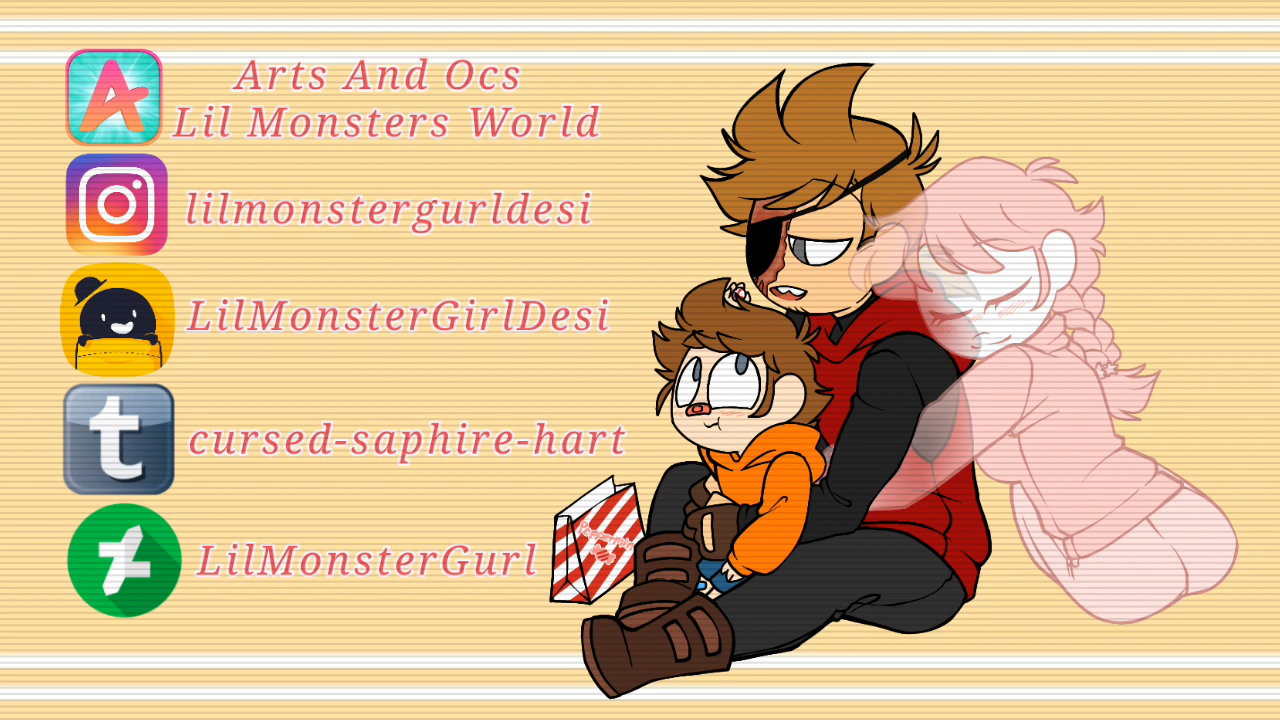 Arts And Ocs
Lil Monsters World
lilmonstergurldesi
LilMonsterGirlDesi
cursed-saphire-hart
LilMonsterGurl